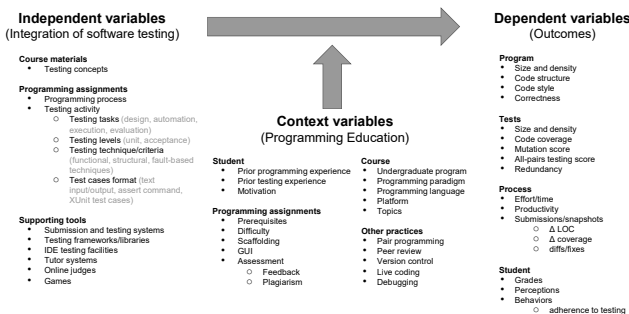 Independent variables
(Integration of software testing)
Course materials
• Testing concepts
Programming assignments
• Programming process
• Testing activity
○ Testing tasks (design, automation,
execution, evaluation)
○ Testing levels (unit, acceptance)
○ Testing technique/criteria
(functional, structural, fault-based
techniques)
○ Test cases format (text
input/output, assert command,
XUnit test cases)
Supporting tools
• Submission and testing systems
• Testing frameworks/libraries
• IDE testing facilities
• Tutor systems
• Online judges
• Games
Context variables
(Programming Education)
Student
• Prior programming experience
• Prior testing experience
• Motivation
Programming assignments
• Prerequisites
• Difficulty
• Scaffolding
• GUI
• Assessment
○ Feedback
○ Plagiarism
Course
• Undergraduate program
• Programming paradigm
• Programming language
• Platform
• Topics
Other practices
• Pair programming
• Peer review
• Version control
• Live coding
• Debugging
Dependent variables
(Outcomes)
Program
• Size and density
• Code structure
• Code style
• Correctness
Tests
• Size and density
• Code coverage
• Mutation score
• All-pairs testing score
• Redundancy
Process
• Effort/time
• Productivity
• Submissions/snapshots
○ Δ LOC
○ Δ coverage
○ diffs/fixes
Student
• Grades
• Perceptions
• Behaviors
○ adherence to testing